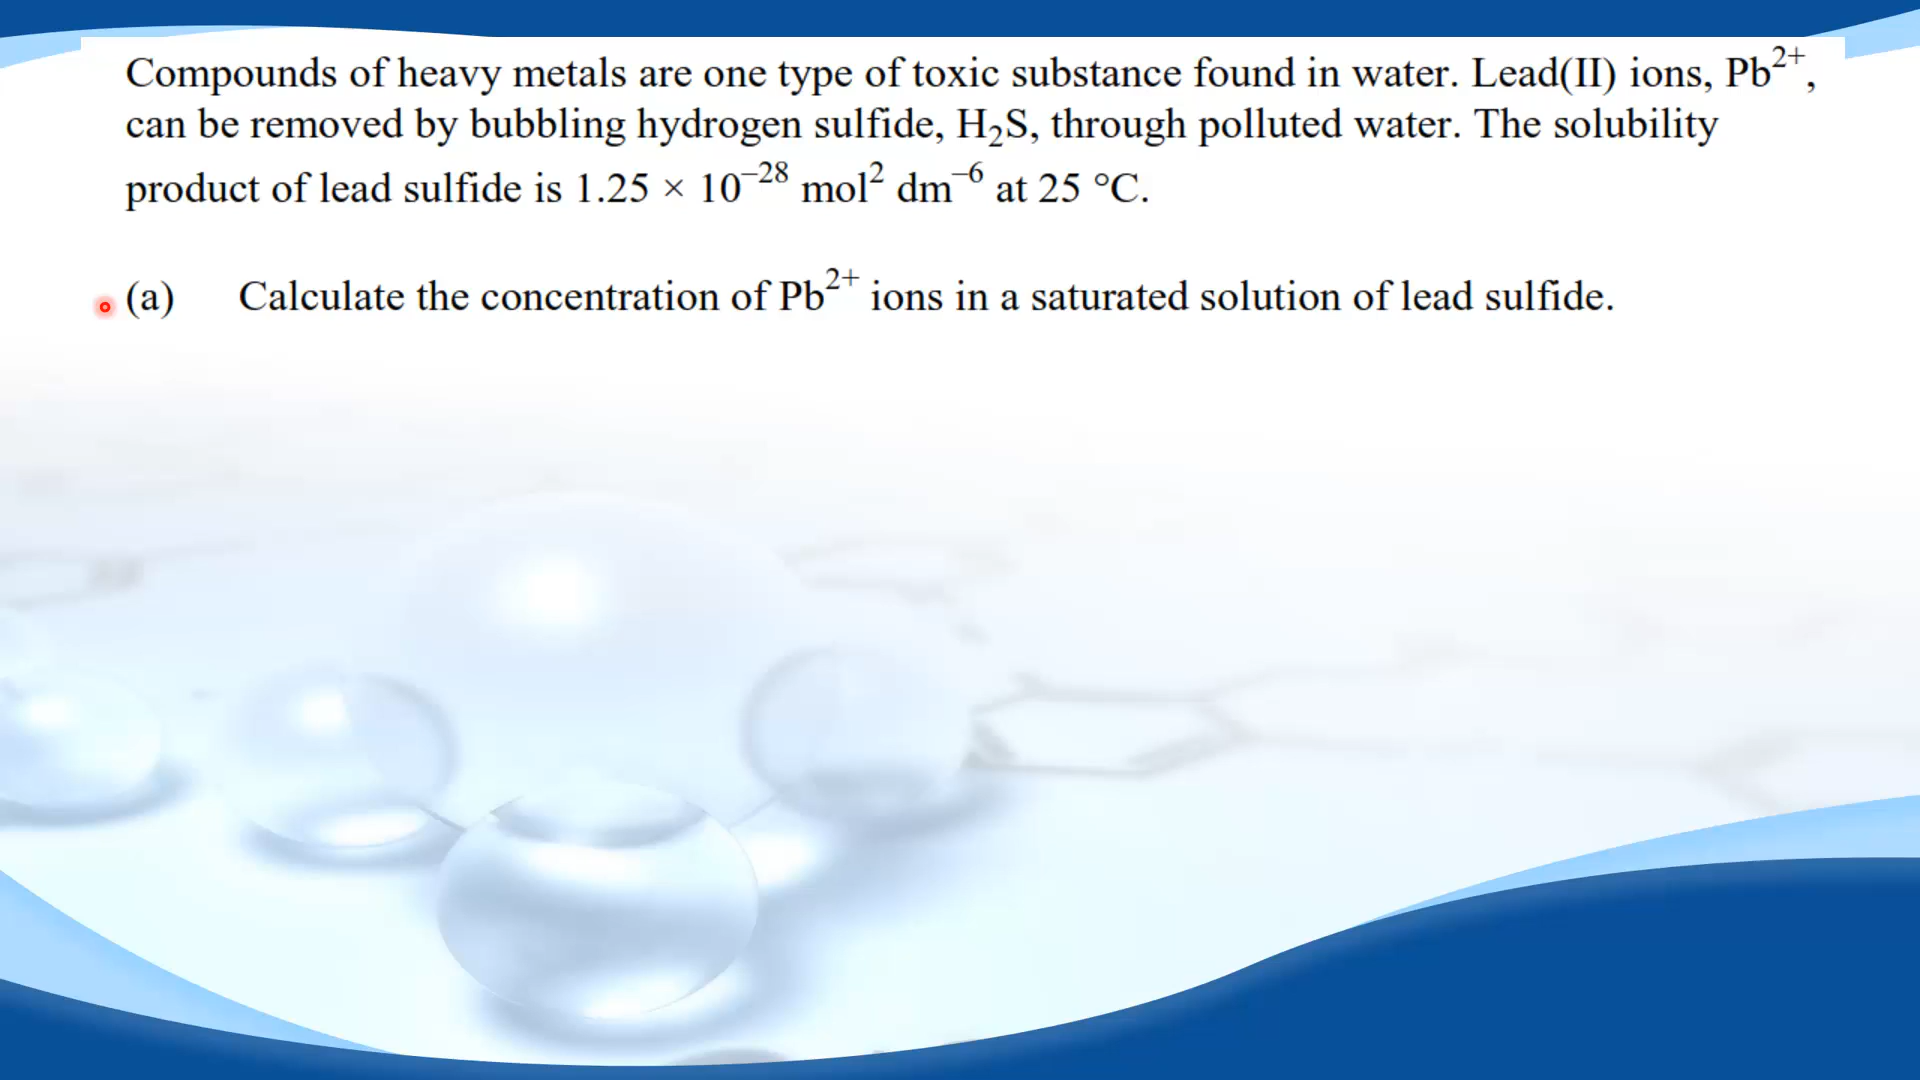 Compounds of heavy metals are one type of toxic substance found in water. Lead(II) ions, Pb²⁺,
can be removed by bubbling hydrogen sulfide, H₂S, through polluted water. The solubility
product of lead sulfide is 1.25 × 10⁻²⁸ mol² dm⁻⁶ at 25 °C.
(a) Calculate the concentration of Pb²⁺ ions in a saturated solution of lead sulfide.